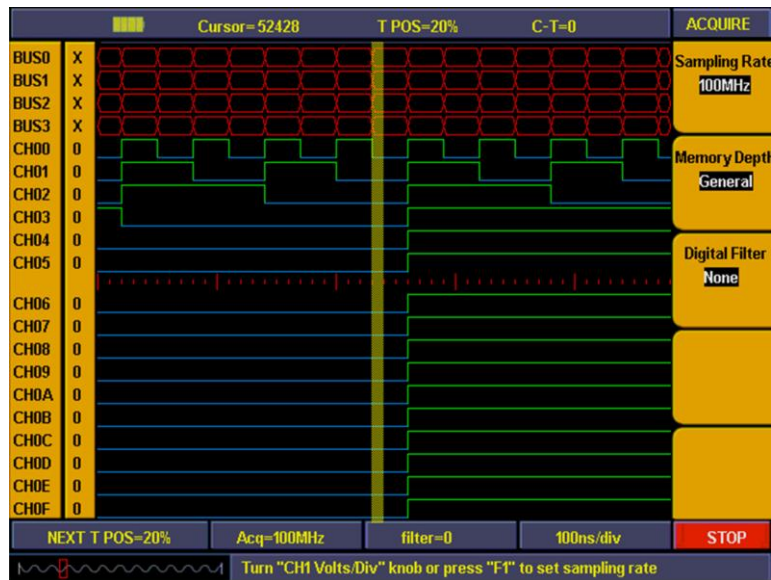 Cursor=52428 T POS=20% C-T=0 ACQUIRE
BUS0 X
BUS1 X
BUS2 X
BUS3 X
CH00 0
CH01 0
CH02 0
CH03 0
CH04 0
CH05 0
CH06 0
CH07 0
CH08 0
CH09 0
CH0A 0
CH0B 0
CH0C 0
CH0D 0
CH0E 0
CH0F 0
Sampling Rate
100MHz
Memory Depth
General
Digital Filter
None
NEXT T POS=20% Acq=100MHz filter=0 100ns/div STOP
Turn "CH1 Volts/Div" knob or press "F1" to set sampling rate